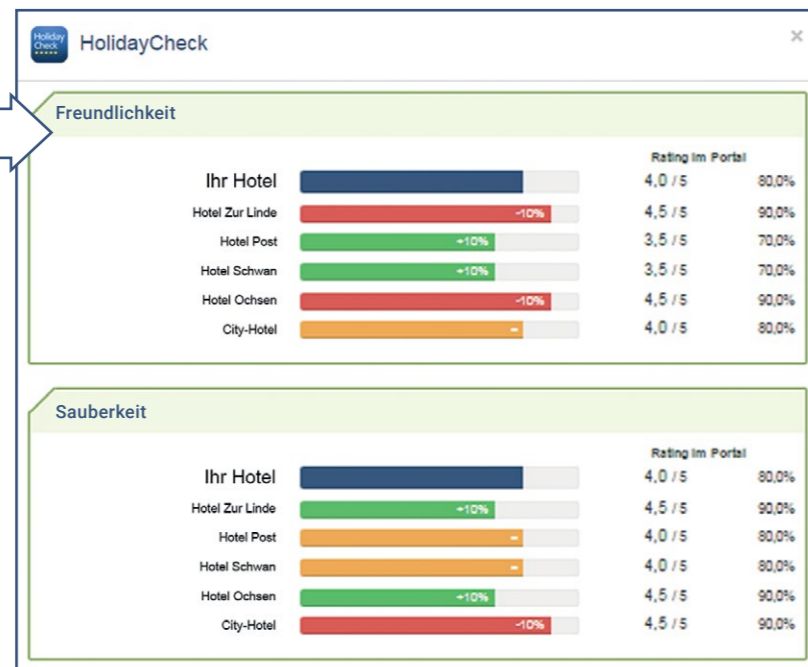 Holiday
Check
HolidayCheck ×
Freundlichkeit
Rating im Portal
Ihr Hotel 4,0 / 5 80,0%
Hotel Zur Linde -10% 4,5 / 5 90,0%
Hotel Post +10% 3,5 / 5 70,0%
Hotel Schwan +10% 3,5 / 5 70,0%
Hotel Ochsen -10% 4,5 / 5 90,0%
City-Hotel - 4,0 / 5 80,0%
Sauberkeit
Rating im Portal
Ihr Hotel 4,0 / 5 80,0%
Hotel Zur Linde +10% 4,5 / 5 90,0%
Hotel Post - 4,0 / 5 80,0%
Hotel Schwan - 4,0 / 5 80,0%
Hotel Ochsen +10% 4,5 / 5 90,0%
City-Hotel -10% 4,5 / 5 90,0%